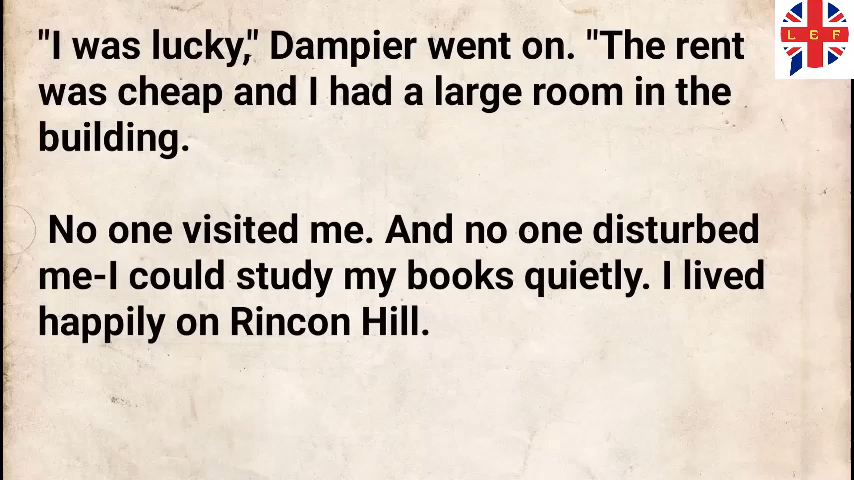 "I was lucky," Dampier went on. "The rent
was cheap and I had a large room in the
building.
No one visited me. And no one disturbed
me-I could study my books quietly. I lived
happily on Rincon Hill.
L E F